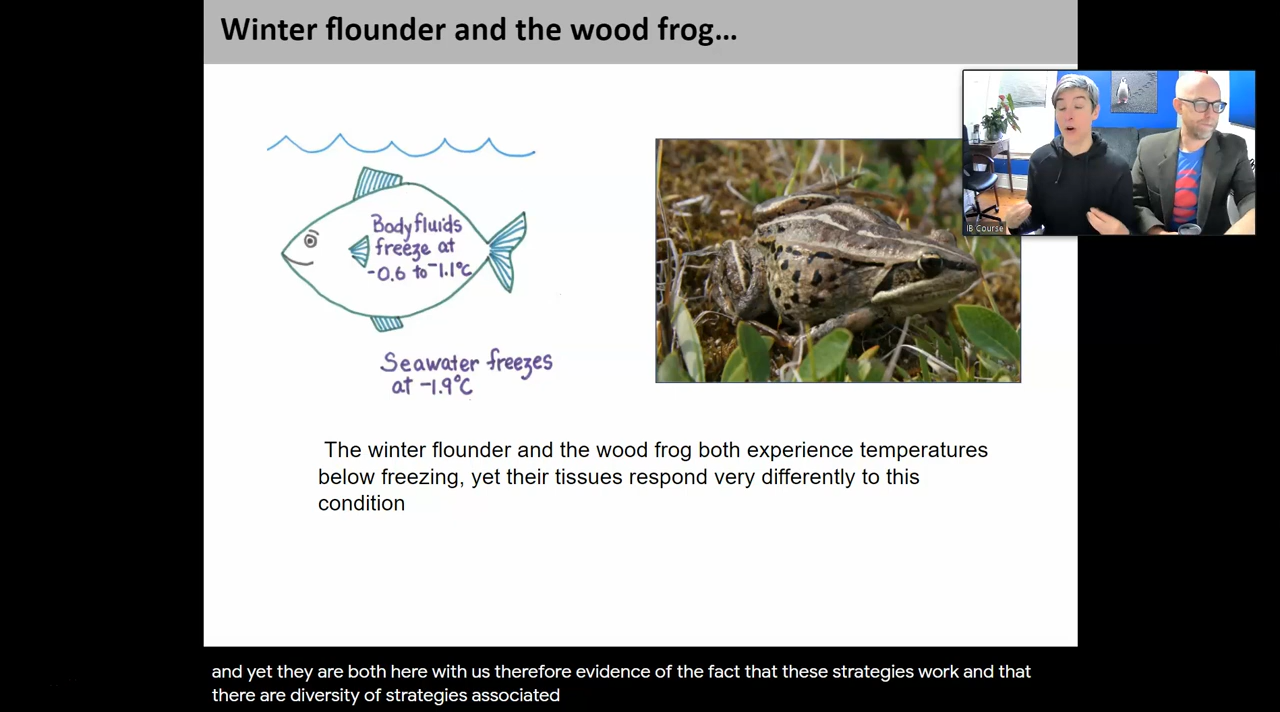 Winter flounder and the wood frog...
Body fluids
freeze at
-0.6 to -1.1°C
Seawater freezes
at -1.9°C
IB Course
The winter flounder and the wood frog both experience temperatures
below freezing, yet their tissues respond very differently to this
condition
and yet they are both here with us therefore evidence of the fact that these strategies work and that
there are diversity of strategies associated